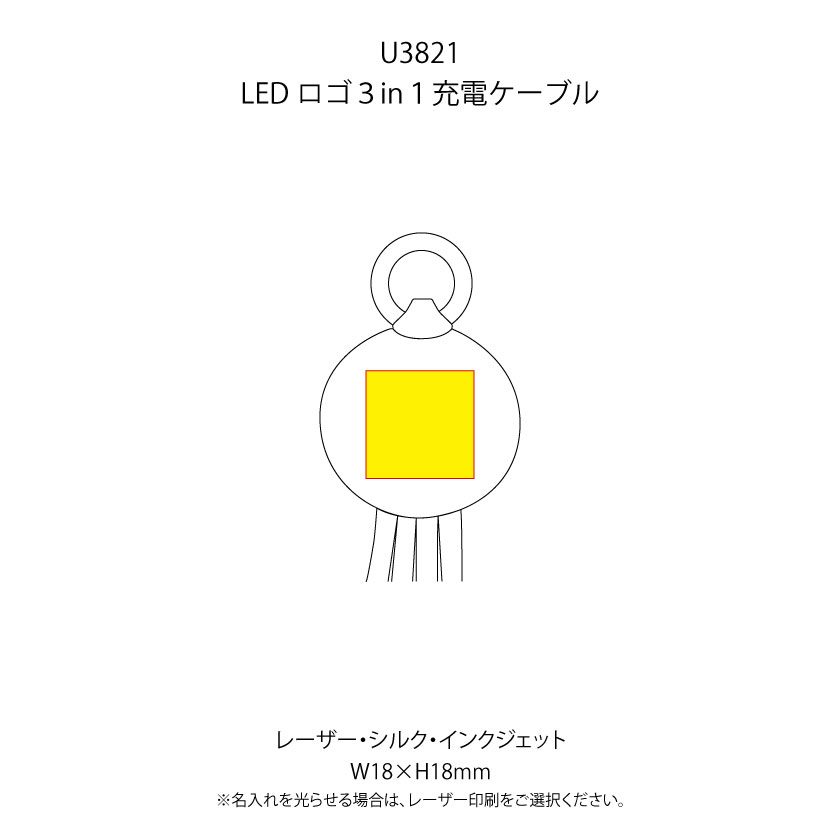 U3821
LED ロゴ 3 in 1 充電ケーブル
レーザー・シルク・インクジェット
W18×H18mm
※名入れを光らせる場合は、レーザー印刷をご選択ください。